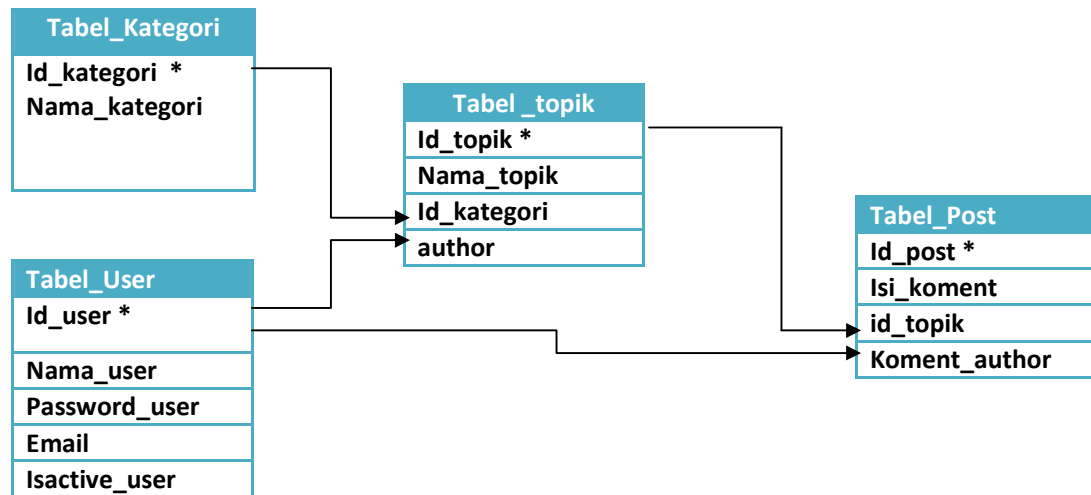 Tabel_Kategori
Id_kategori *
Nama_kategori
Tabel _topik
Id_topik *
Nama_topik
Id_kategori
author
Tabel_User
Id_user *
Nama_user
Password_user
Email
Isactive_user
Tabel_Post
Id_post *
Isi_koment
id_topik
Koment_author